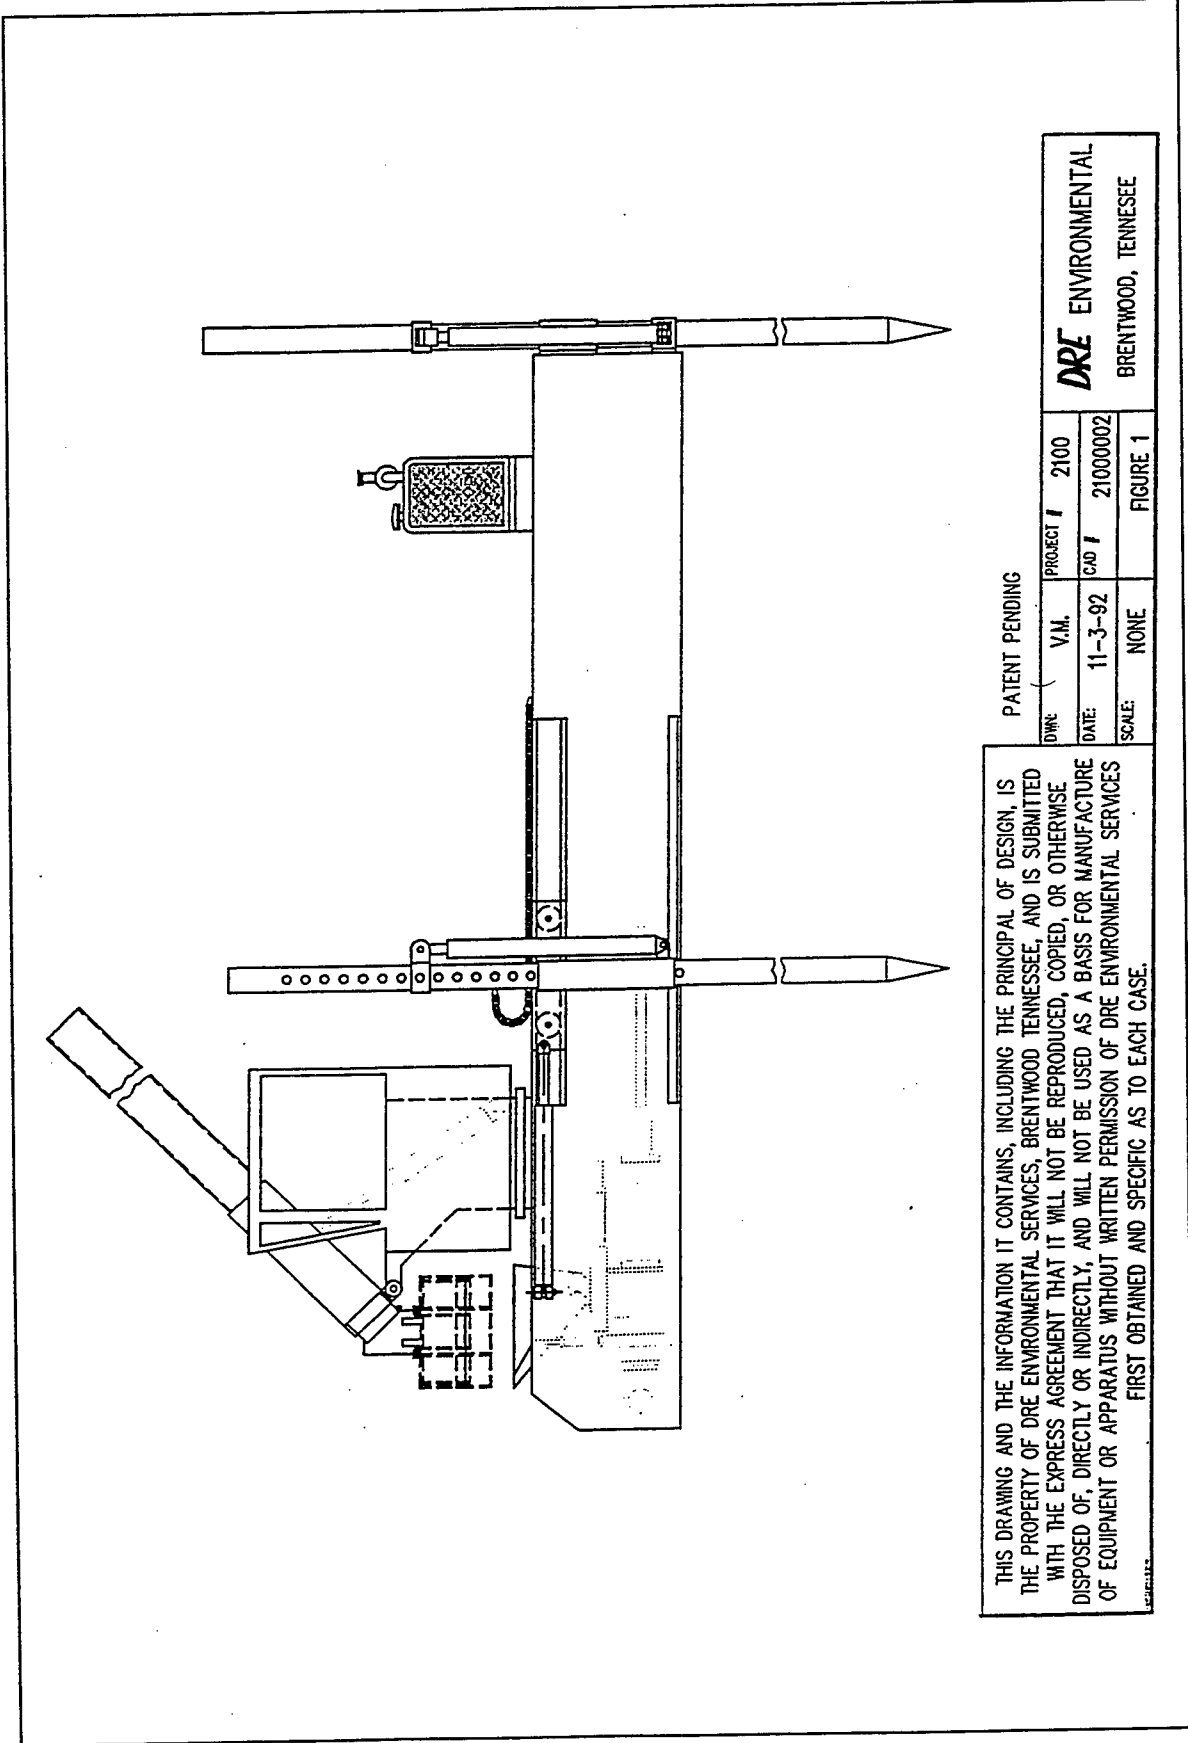 PATENT PENDING
THIS DRAWING AND THE INFORMATION IT CONTAINS, INCLUDING THE PRINCIPAL OF DESIGN, IS
THE PROPERTY OF DRE ENVIRONMENTAL SERVICES, BRENTWOOD TENNESSEE, AND IS SUBMITTED
WITH THE EXPRESS AGREEMENT THAT IT WILL NOT BE REPRODUCED, COPIED, OR OTHERWISE
DISPOSED OF, DIRECTLY OR INDIRECTLY, AND WILL NOT BE USED AS A BASIS FOR MANUFACTURE
OF EQUIPMENT OR APPARATUS WITHOUT WRITTEN PERMISSION OF DRE ENVIRONMENTAL SERVICES
FIRST OBTAINED AND SPECIFIC AS TO EACH CASE.
DWN: V.M.
PROJECT # 2100
DATE: 11-3-92
CAD # 21000002
SCALE: NONE
FIGURE 1
DRE ENVIRONMENTAL
BRENTWOOD, TENNESEE